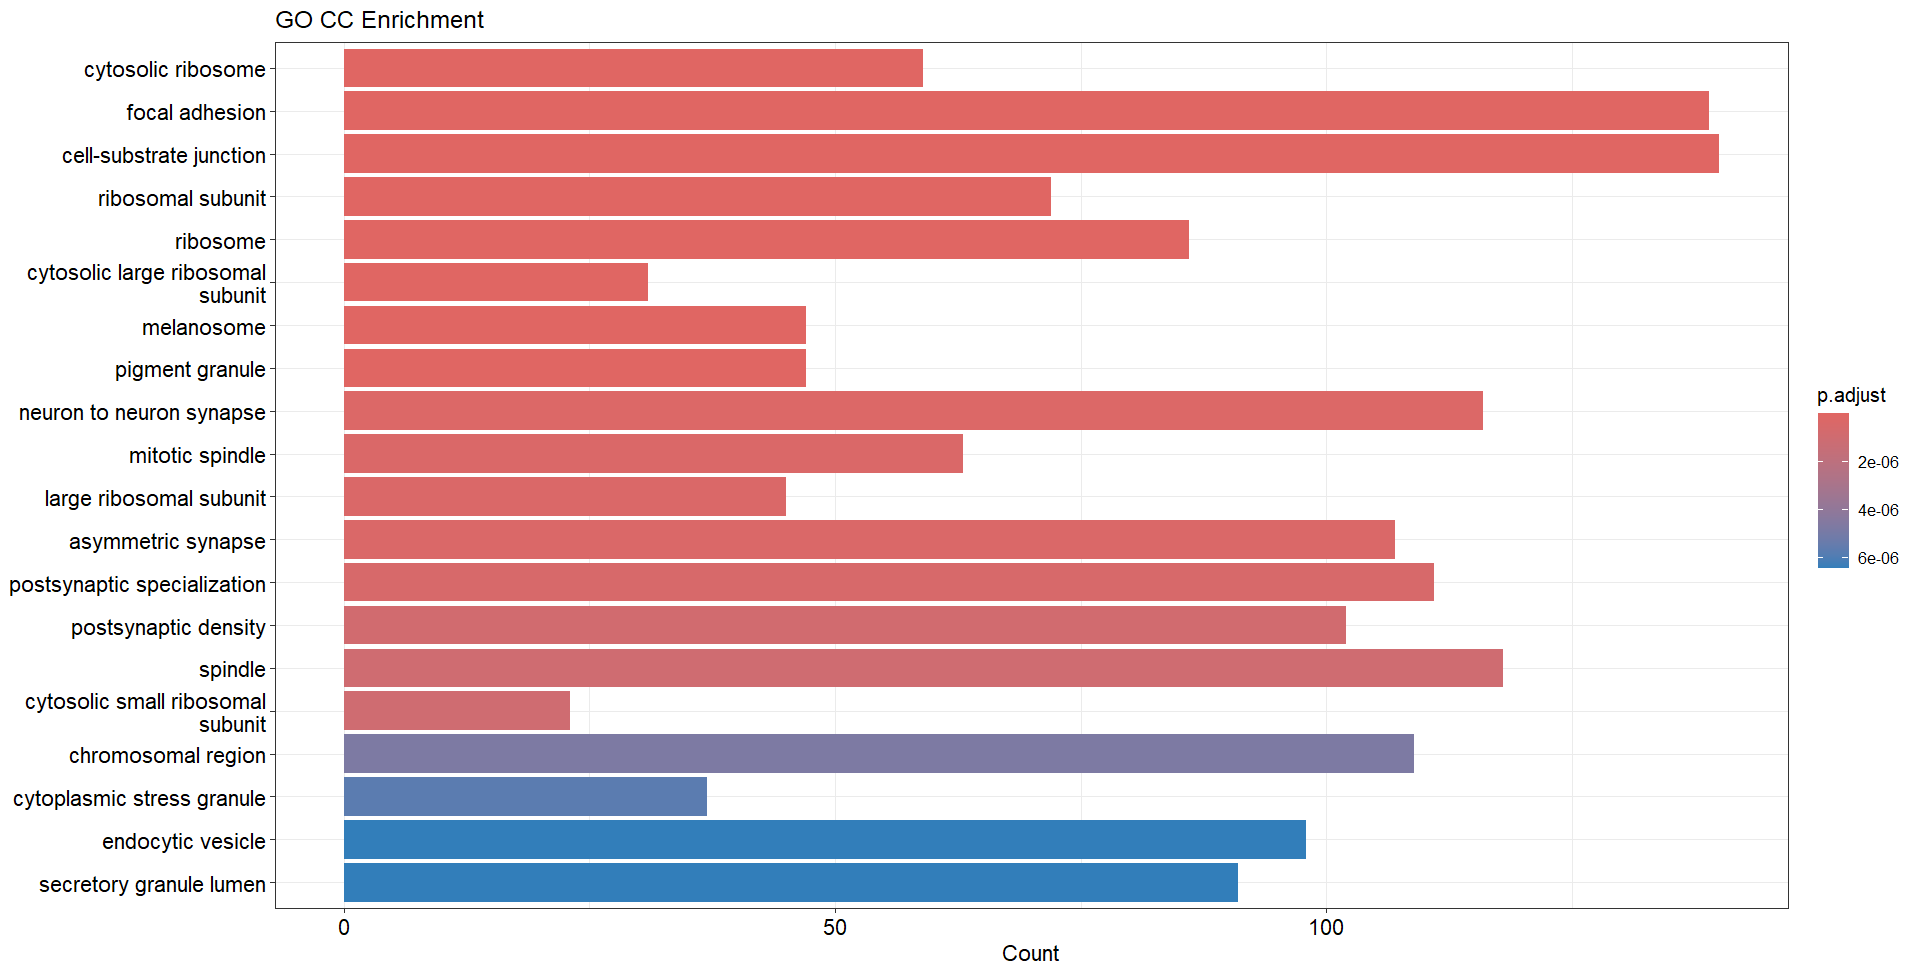 GO CC Enrichment
cytosolic ribosome
focal adhesion
cell-substrate junction
ribosomal subunit
ribosome
cytosolic large ribosomal
subunit
melanosome
pigment granule
neuron to neuron synapse
mitotic spindle
large ribosomal subunit
asymmetric synapse
postsynaptic specialization
postsynaptic density
spindle
cytosolic small ribosomal
subunit
chromosomal region
cytoplasmic stress granule
endocytic vesicle
secretory granule lumen
0 50 100
Count
p.adjust
2e-06
4e-06
6e-06